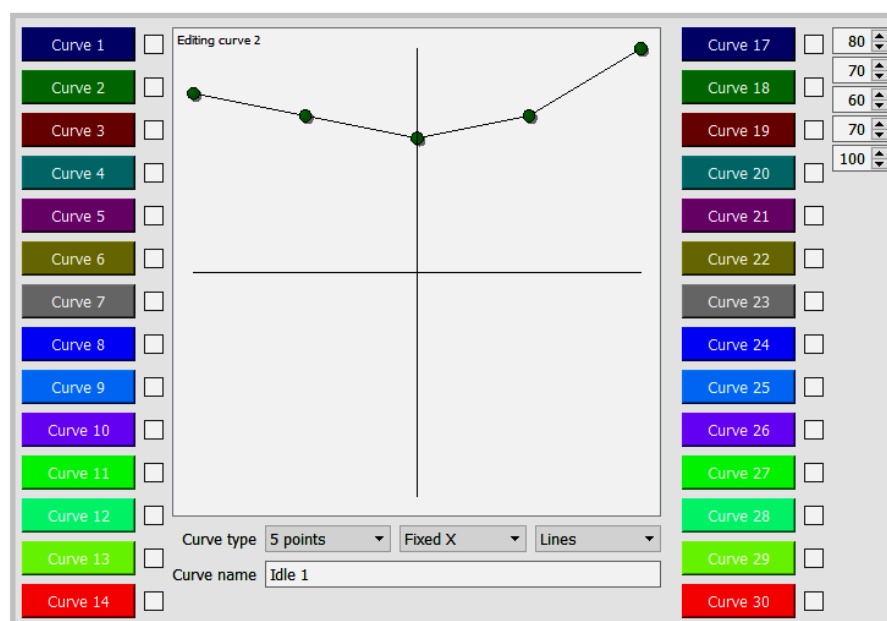 Curve 1
Editing curve 2
Curve 17
80
Curve 2
Curve 18
70
60
Curve 3
Curve 19
70
Curve 4
Curve 20
100
Curve 5
Curve 21
Curve 6
Curve 22
Curve 7
Curve 23
Curve 8
Curve 24
Curve 9
Curve 25
Curve 10
Curve 26
Curve 11
Curve 27
Curve 12
Curve 28
Curve type 5 points Fixed X Lines
Curve 13
Curve 29
Curve name Idle 1
Curve 14
Curve 30